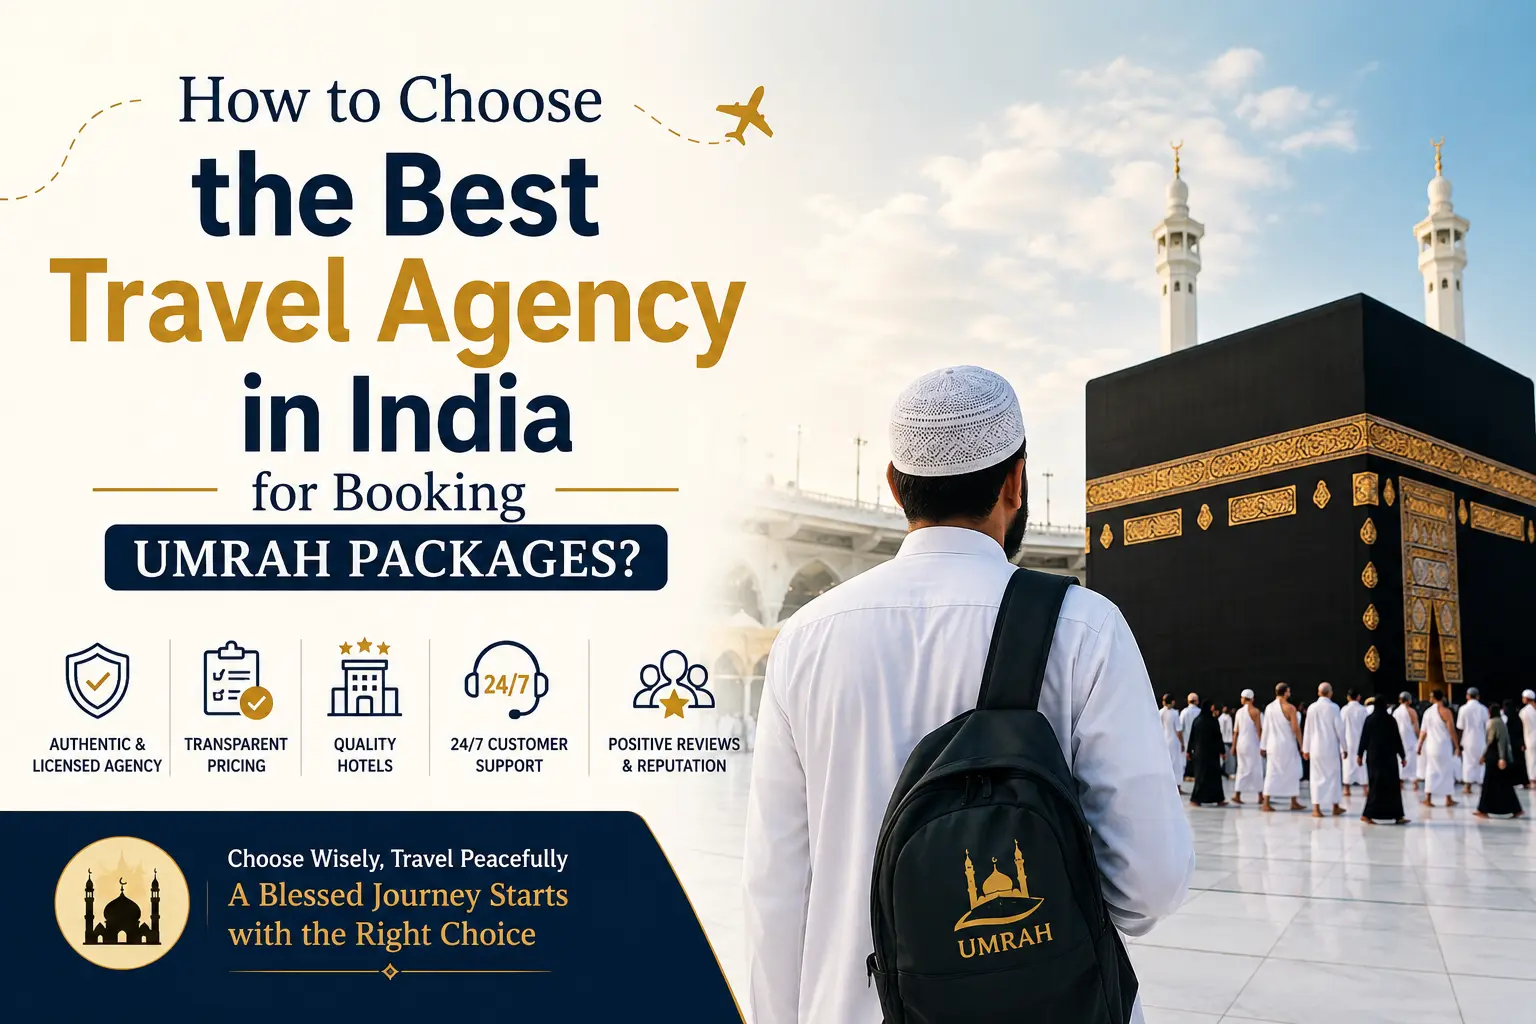 How to Choose
the Best
Travel Agency
in India
for Booking
UMRAH PACKAGES?
AUTHENTIC &
LICENSED AGENCY
TRANSPARENT
PRICING
QUALITY
HOTELS
24/7
24/7 CUSTOMER
SUPPORT
POSITIVE REVIEWS
& REPUTATION
Choose Wisely, Travel Peacefully
A Blessed Journey Starts
with the Right Choice
UMRAH